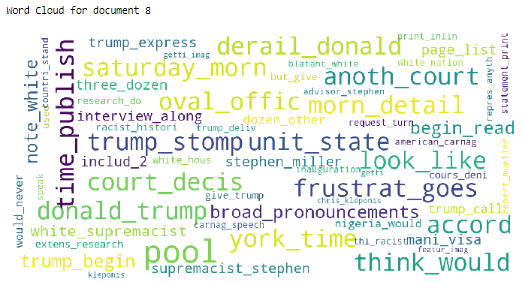 Word Cloud for document 8
trump_express
derail_donald
print_inlin
getti_imag
blatant_white
white_nation
page_list
saturday_morn
but_give
anoth_court
three_dozen
advisor_stephen
research_do
oval_offic
dozen_other
morn_detail
interview_along
request_turn
begin_read
racist_histori
trump_deliv
american_carnag
note_white
countri_stand
used
time_publish
trump_stomp
unit_state
includ_2
white_hous
stephen_miller
look_like
inauguration
getti
cours_deni
court_decis
give_trump
frustrat_goes
would_never
speak
donald_trump
chris_kleponis
broad_pronouncements
trump_call
accord
carnag_speech
nigeria_would
thi_racist
white_supremacist
york_time
mani_visa
extens_research
featur_imag
trump_begin
pool
supremacist_stephen
think_would
kleponis
repres_anyth
statement_print